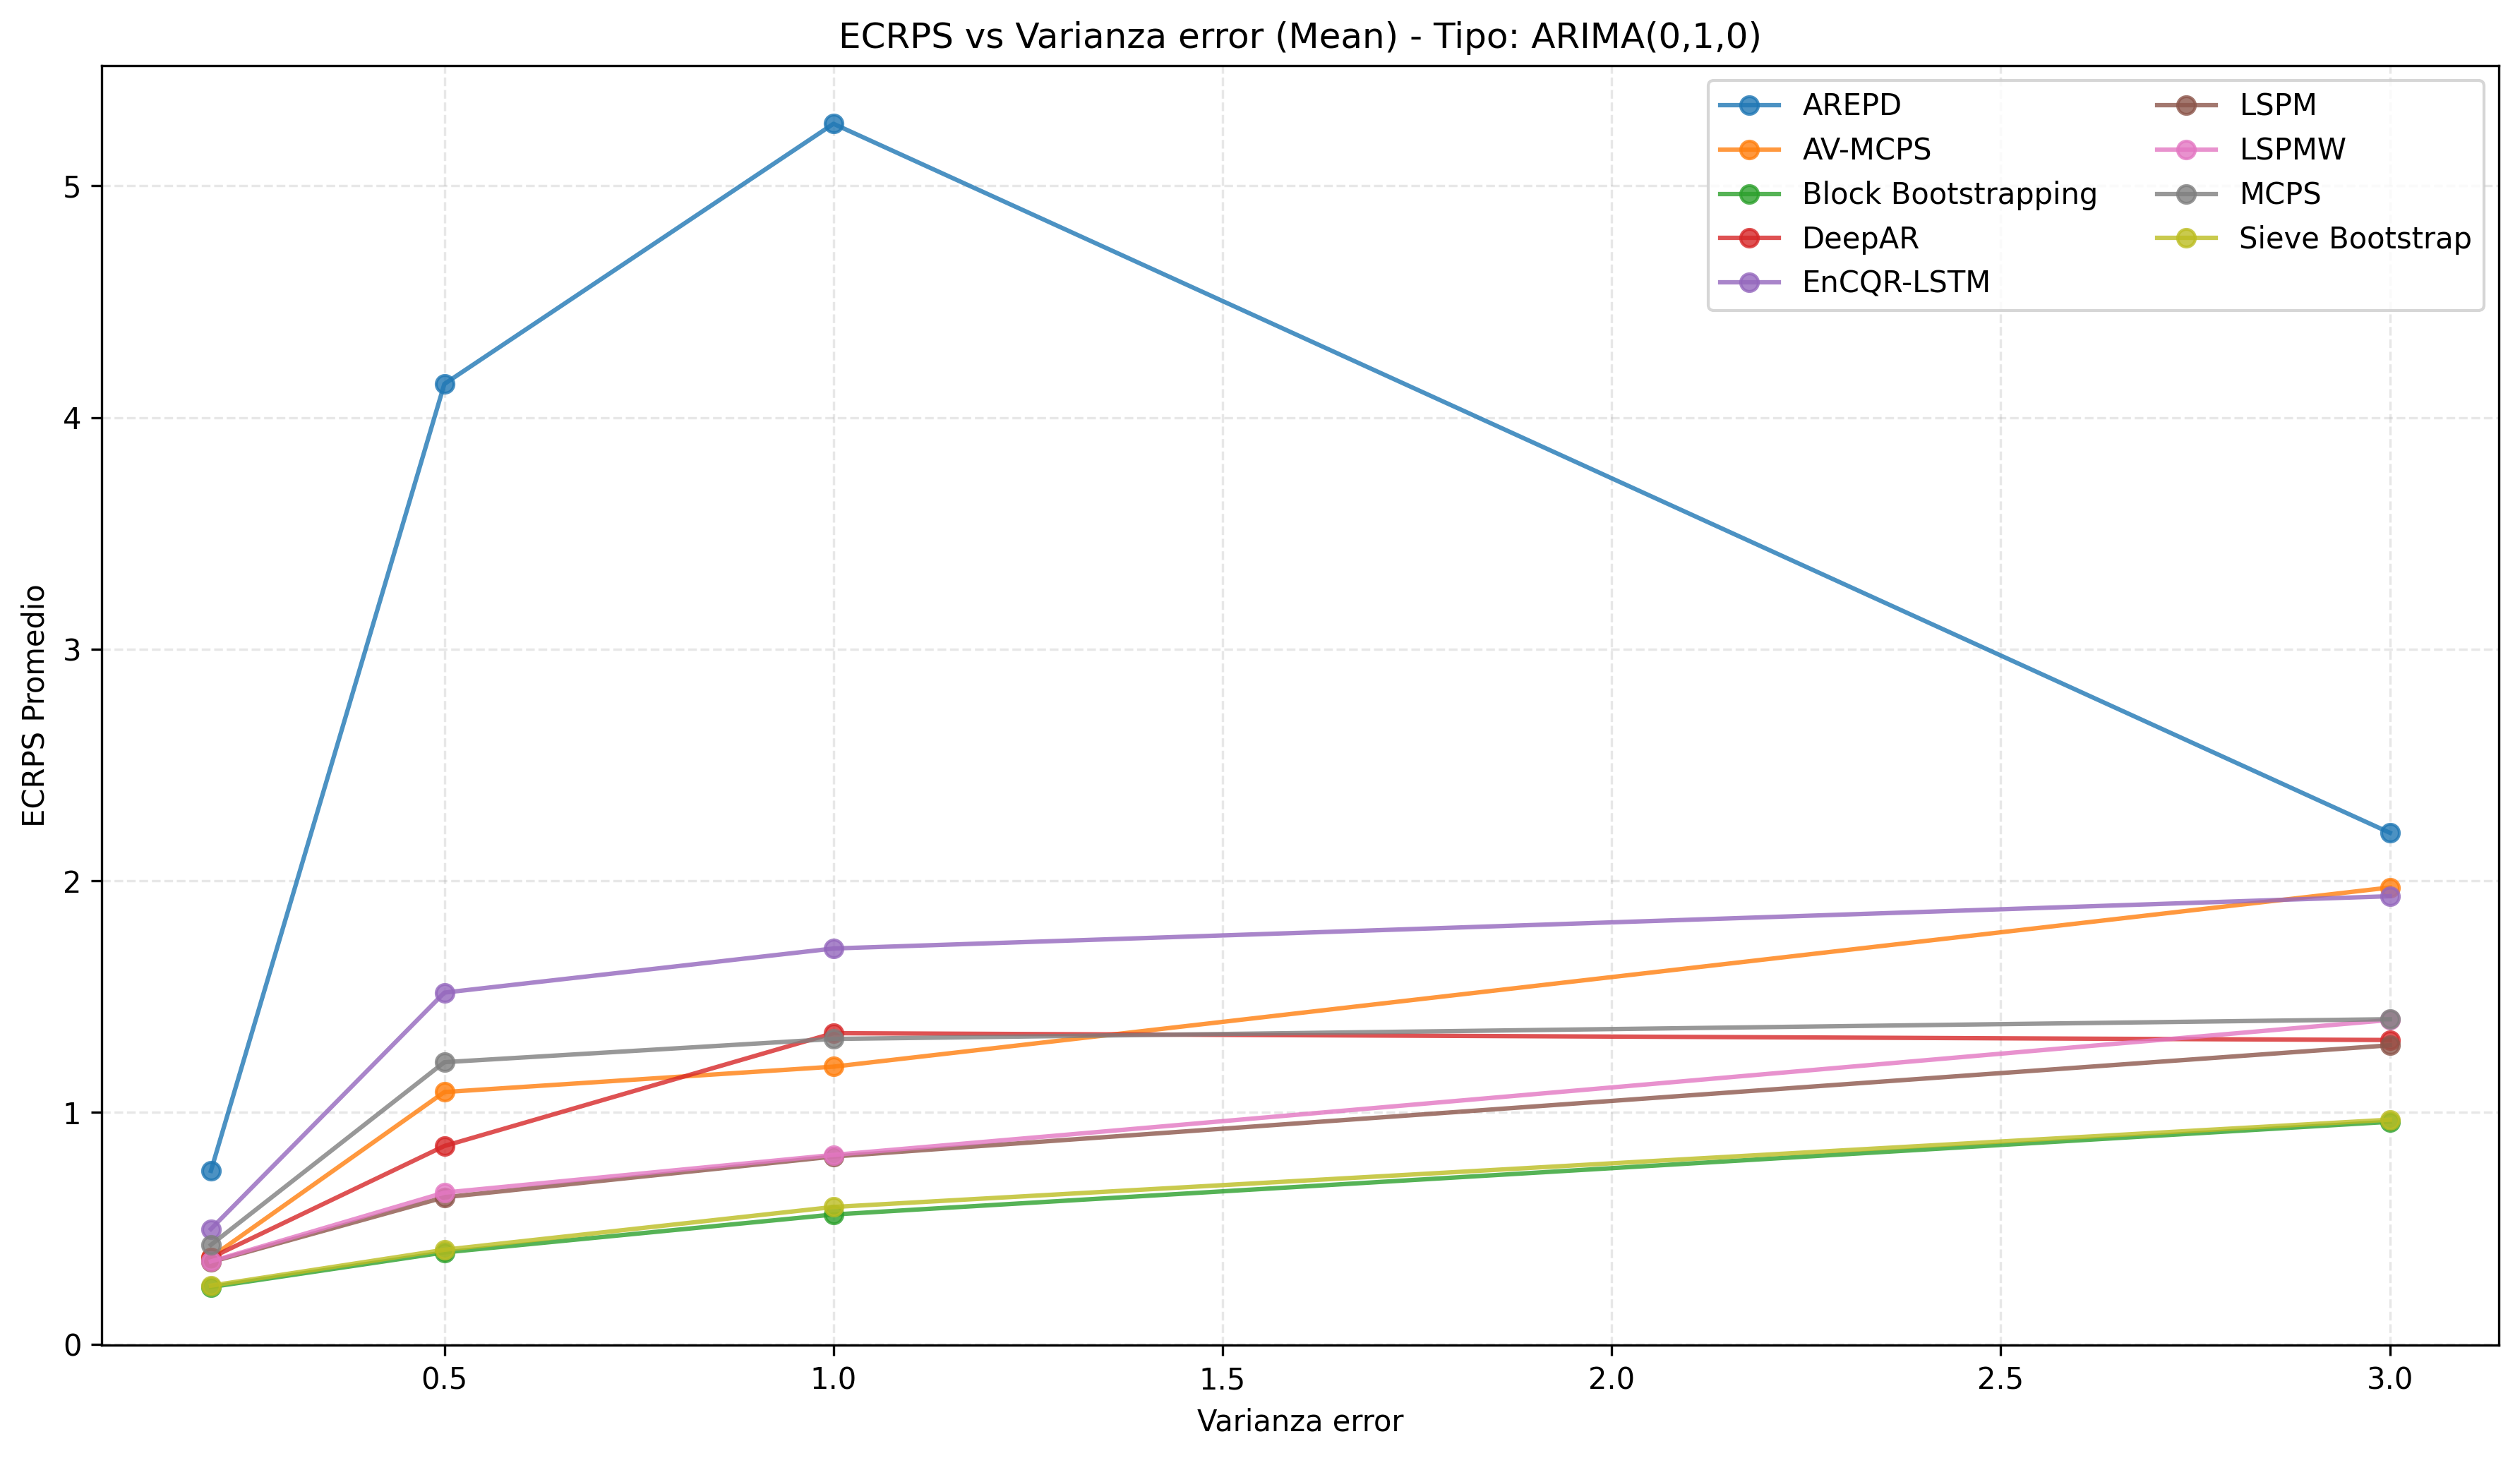 ECRPS vs Varianza error (Mean) - Tipo: ARIMA(0,1,0)
AREPD
AV-MCPS
Block Bootstrapping
DeepAR
EnCQR-LSTM
LSPM
LSPMW
MCPS
Sieve Bootstrap
ECRPS Promedio
5
4
3
2
1
0
0.5 1.0 1.5 2.0 2.5 3.0
Varianza error